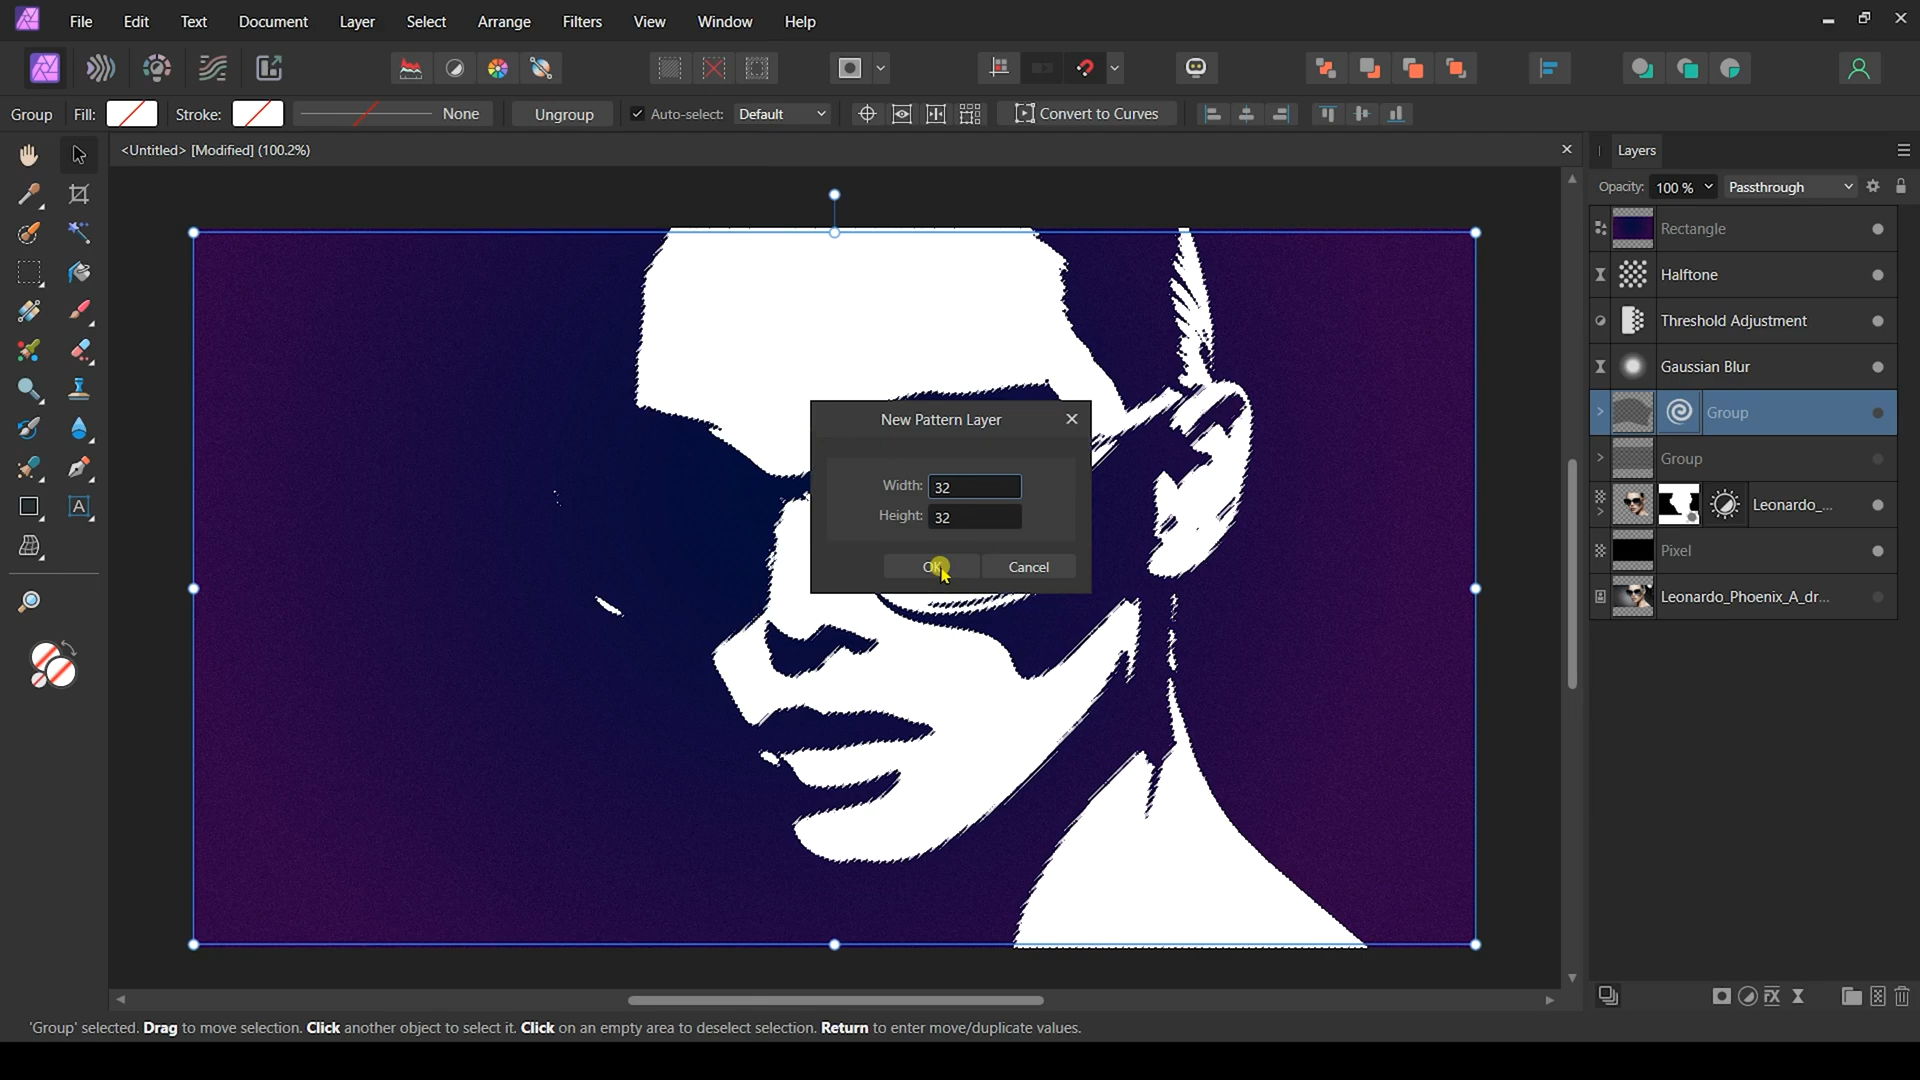 File Edit Text Document Layer Select Arrange Filters View Window Help
Group Fill: Stroke: None Ungroup Auto-select: Default Convert to Curves
<Untitled> [Modified] (100.2%)
Layers
Opacity: 100 % Passthrough
Rectangle
Halftone
Threshold Adjustment
Gaussian Blur
Group
Group
Leonardo_...
Pixel
Leonardo_Phoenix_A_dr...
New Pattern Layer
Width: 32
Height: 32
OK Cancel
'Group' selected. Drag to move selection. Click another object to select it. Click on an empty area to deselect selection. Return to enter move/duplicate values.